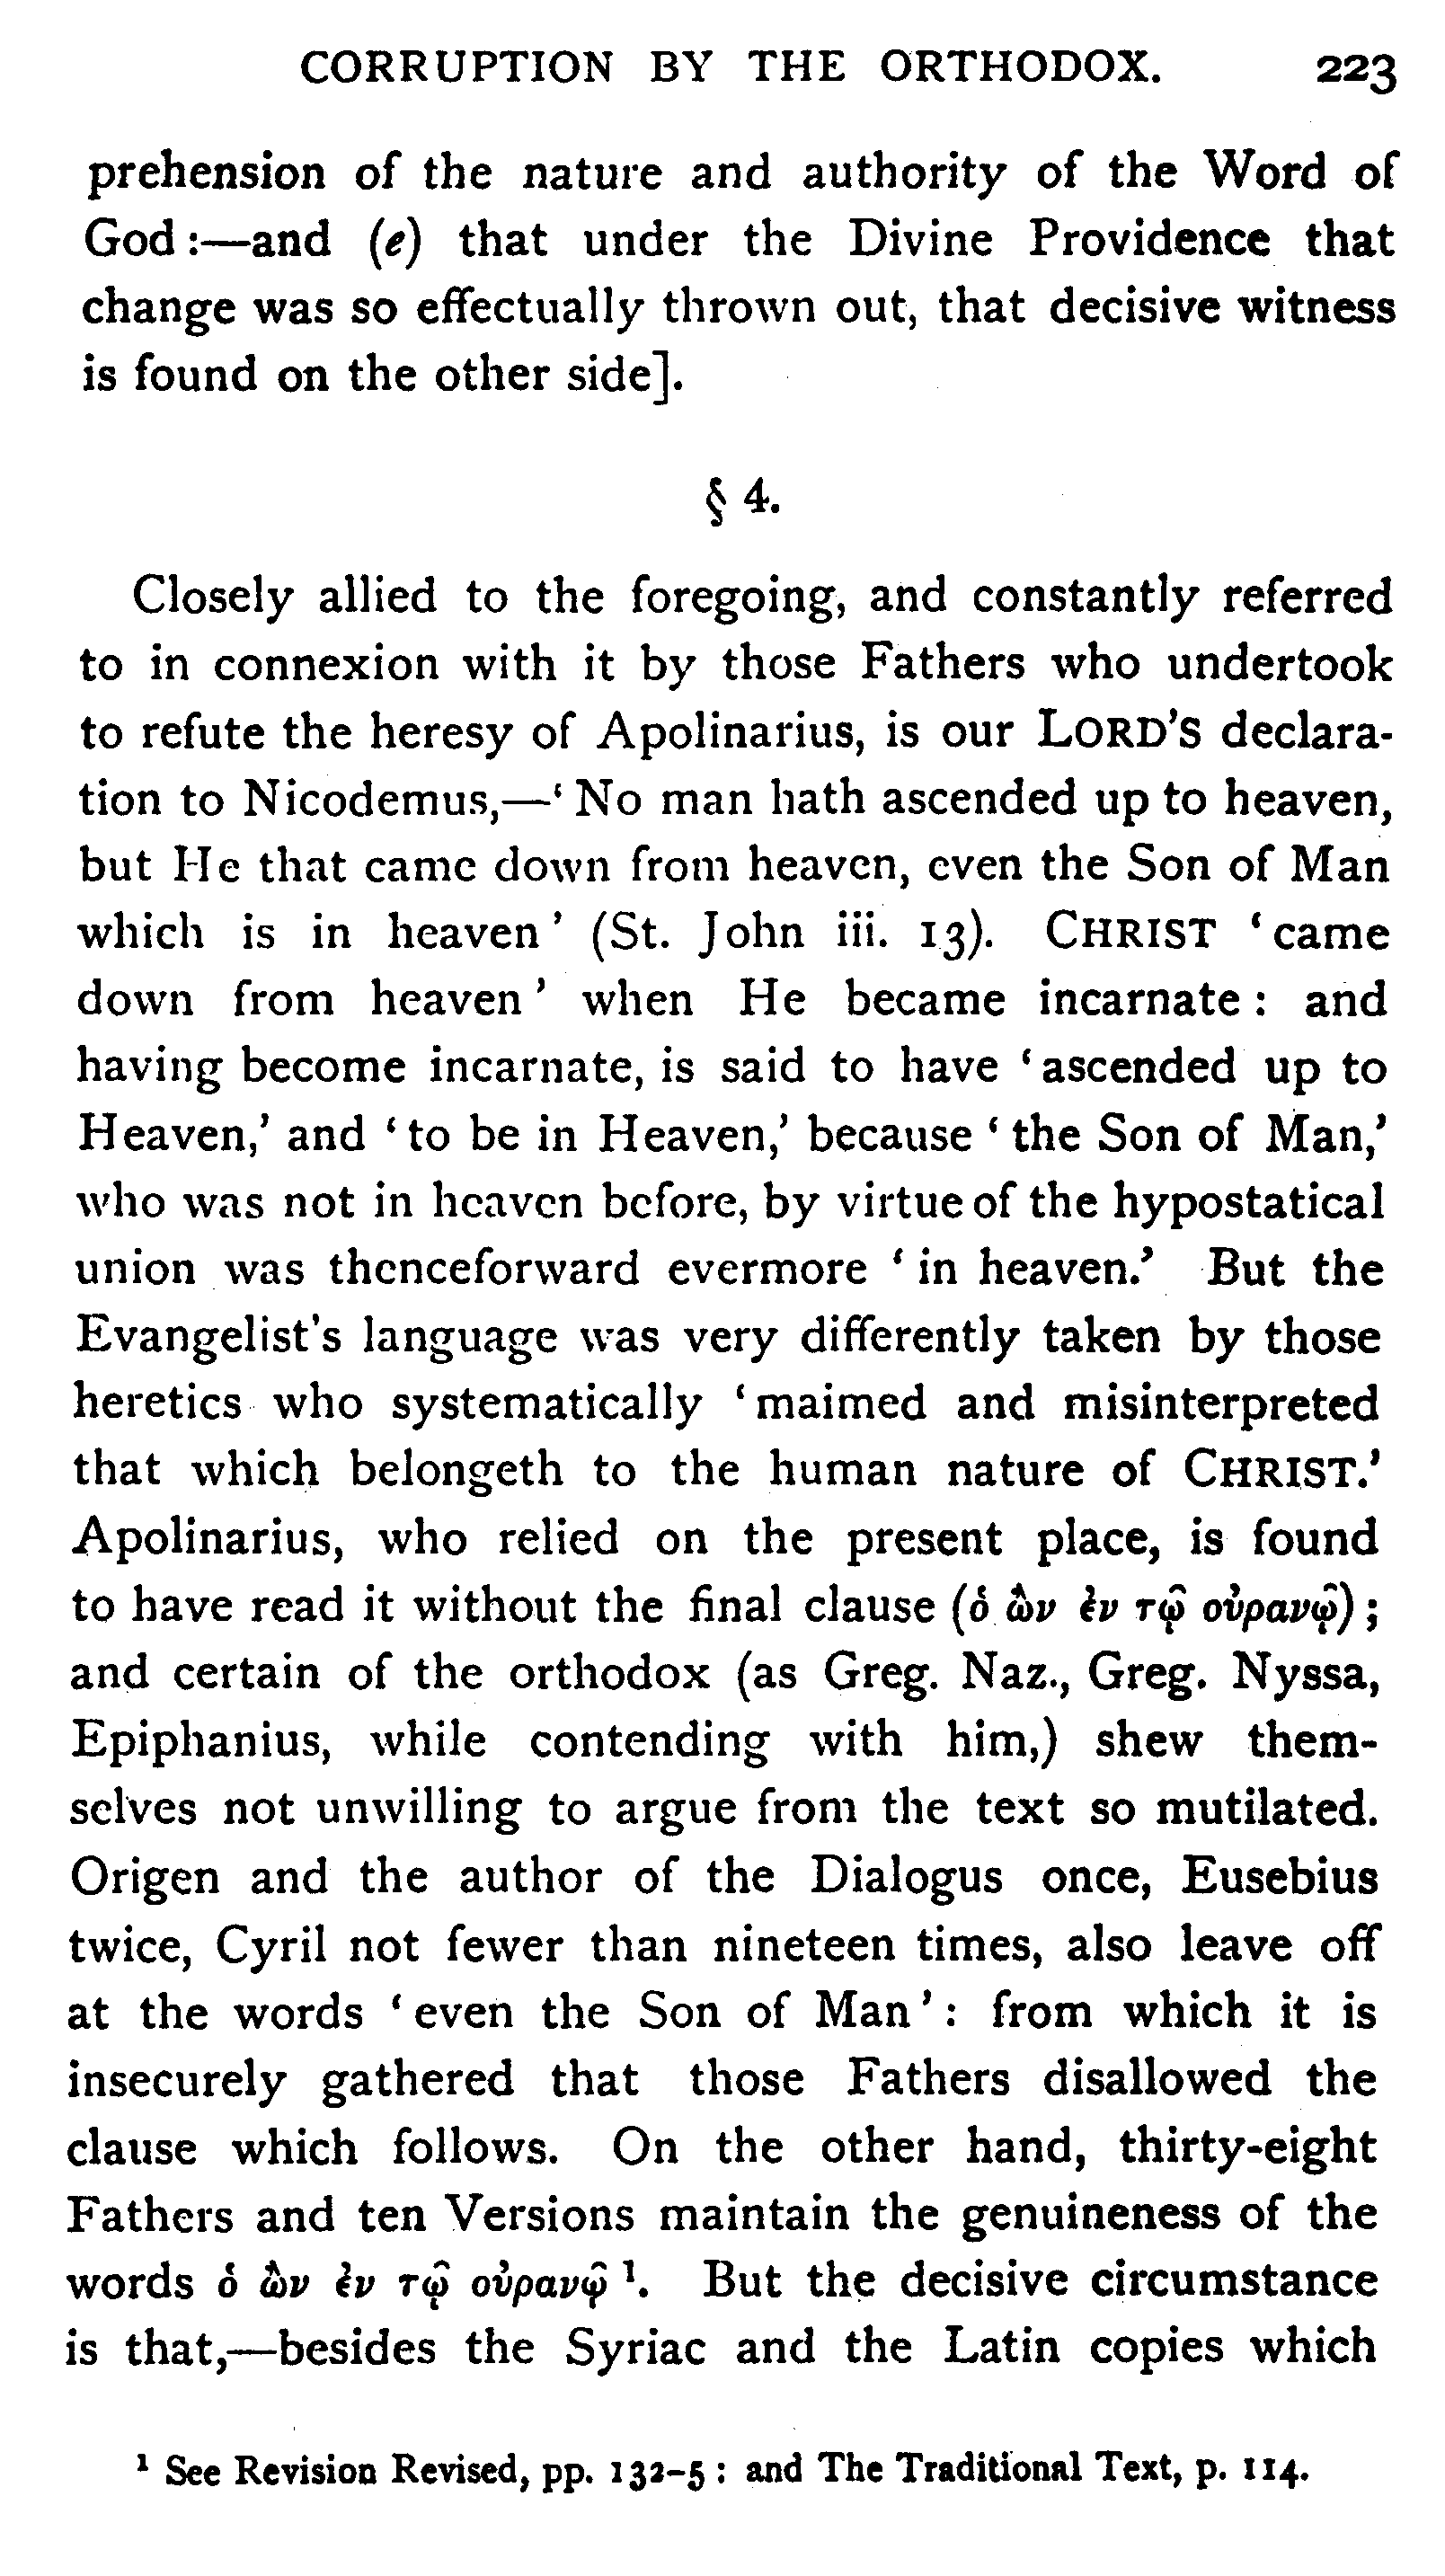 CORRUPTION BY THE ORTHODOX. 223
prehension of the nature and authority of the Word of
God :—and (e) that under the Divine Providence that
change was so effectually thrown out, that decisive witness
is found on the other side].
§ 4.
Closely allied to the foregoing, and constantly referred
to in connexion with it by those Fathers who undertook
to refute the heresy of Apolinarius, is our LORD'S declara-
tion to Nicodemus,—‘ No man hath ascended up to heaven,
but He that came down from heaven, even the Son of Man
which is in heaven ’ (St. John iii. 13). CHRIST ‘ came
down from heaven ’ when He became incarnate : and
having become incarnate, is said to have ‘ ascended up to
Heaven,’ and ‘ to be in Heaven,’ because ‘ the Son of Man,’
who was not in heaven before, by virtue of the hypostatical
union was thenceforward evermore ‘ in heaven.’ But the
Evangelist's language was very differently taken by those
heretics who systematically ‘ maimed and misinterpreted
that which belongeth to the human nature of CHRIST.’
Apolinarius, who relied on the present place, is found
to have read it without the final clause (ὁ ὢν ἐν τῷ οὐρανῷ) ;
and certain of the orthodox (as Greg. Naz., Greg. Nyssa,
Epiphanius, while contending with him,) shew them-
selves not unwilling to argue from the text so mutilated.
Origen and the author of the Dialogus once, Eusebius
twice, Cyril not fewer than nineteen times, also leave off
at the words ‘ even the Son of Man ’ : from which it is
insecurely gathered that those Fathers disallowed the
clause which follows. On the other hand, thirty-eight
Fathers and ten Versions maintain the genuineness of the
words ὁ ὢν ἐν τῷ οὐρανῷ ¹. But the decisive circumstance
is that,—besides the Syriac and the Latin copies which
¹ See Revision Revised, pp. 132–5 : and The Traditional Text, p. 114.